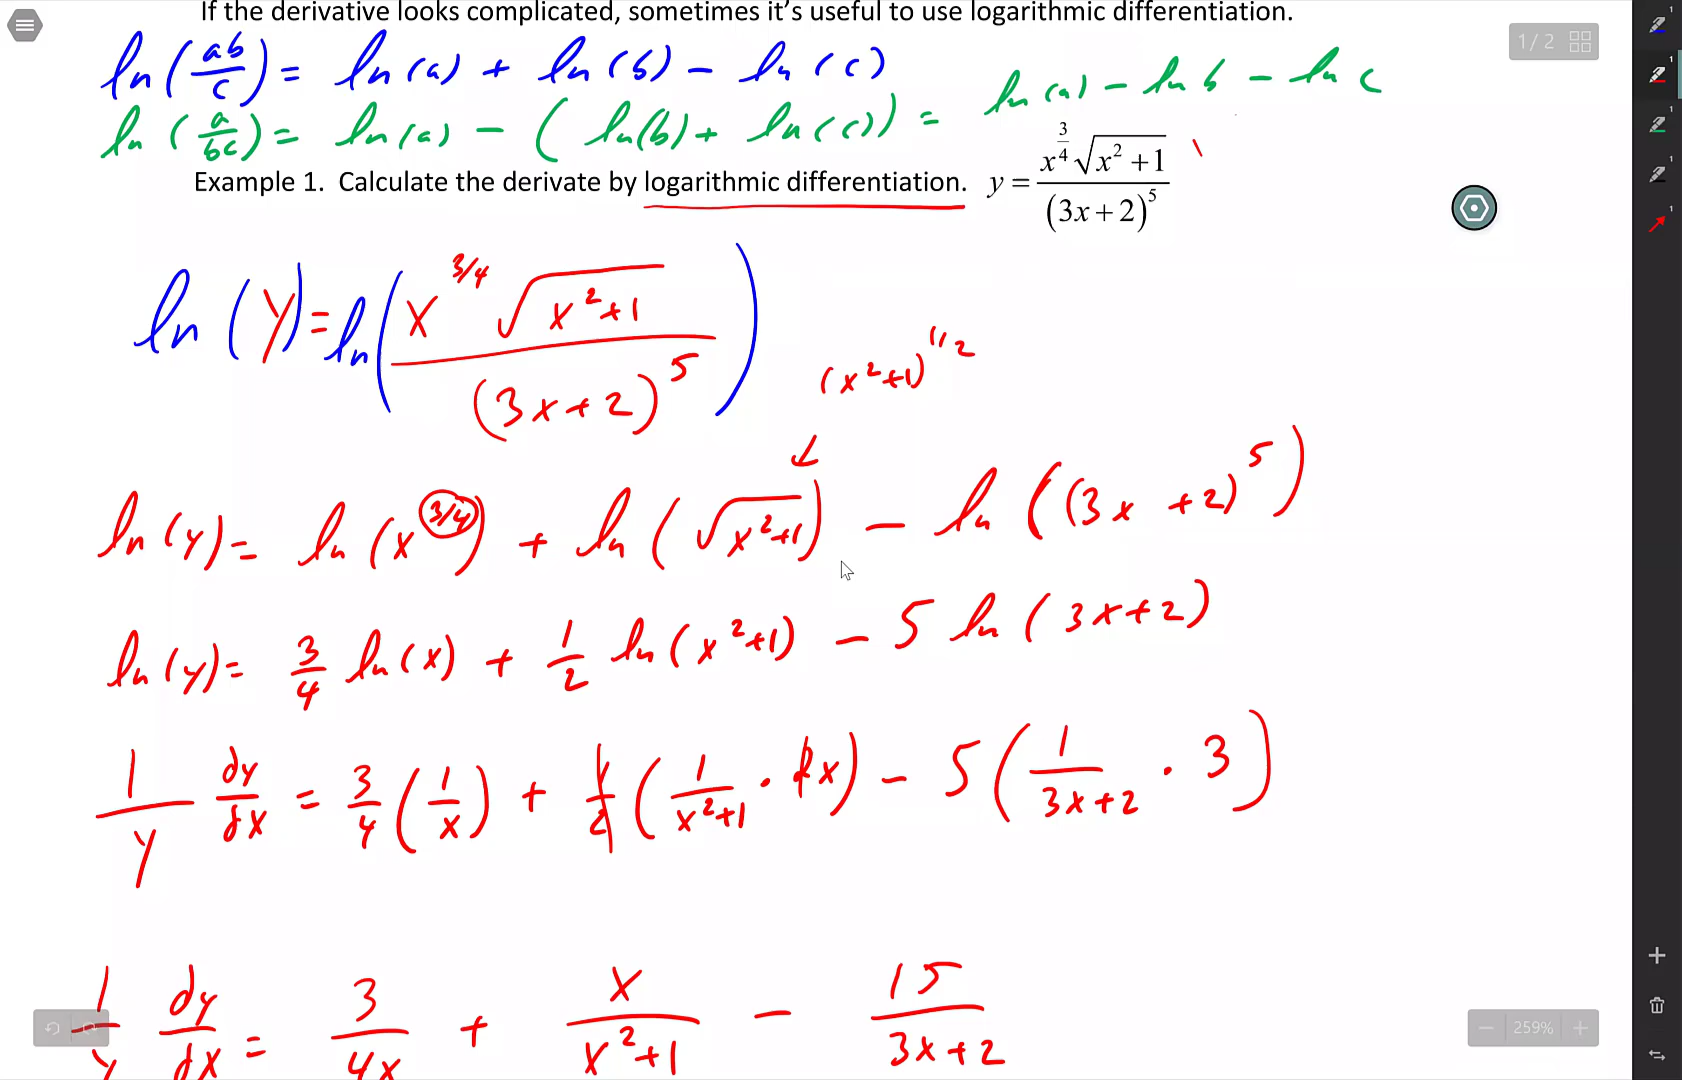 If the derivative looks complicated, sometimes it's useful to use logarithmic differentiation.
ln(ab/c) = ln(a) + ln(b) - ln(c)
ln(a/bc) = ln(a) - (ln(b) + ln(c)) = ln(a) - ln b - ln c
Example 1. Calculate the derivate by logarithmic differentiation. y = x^(3/4) √(x² + 1) / (3x + 2)^5
ln(y) = ln(x^(3/4) √(x² + 1) / (3x + 2)^5)
(x² + 1)^(1/2)
↓
ln(y) = ln(x^(3/4)) + ln(√(x² + 1)) - ln((3x + 2)^5)
ln(y) = 3/4 ln(x) + 1/2 ln(x² + 1) - 5 ln(3x + 2)
1/y dy/dx = 3/4 (1/x) + 1/2 (1/(x² + 1) · 2x) - 5 (1/(3x + 2) · 3)
1/y dy/dx = 3/4x + x/(x² + 1) - 15/(3x + 2)
1/2
259%